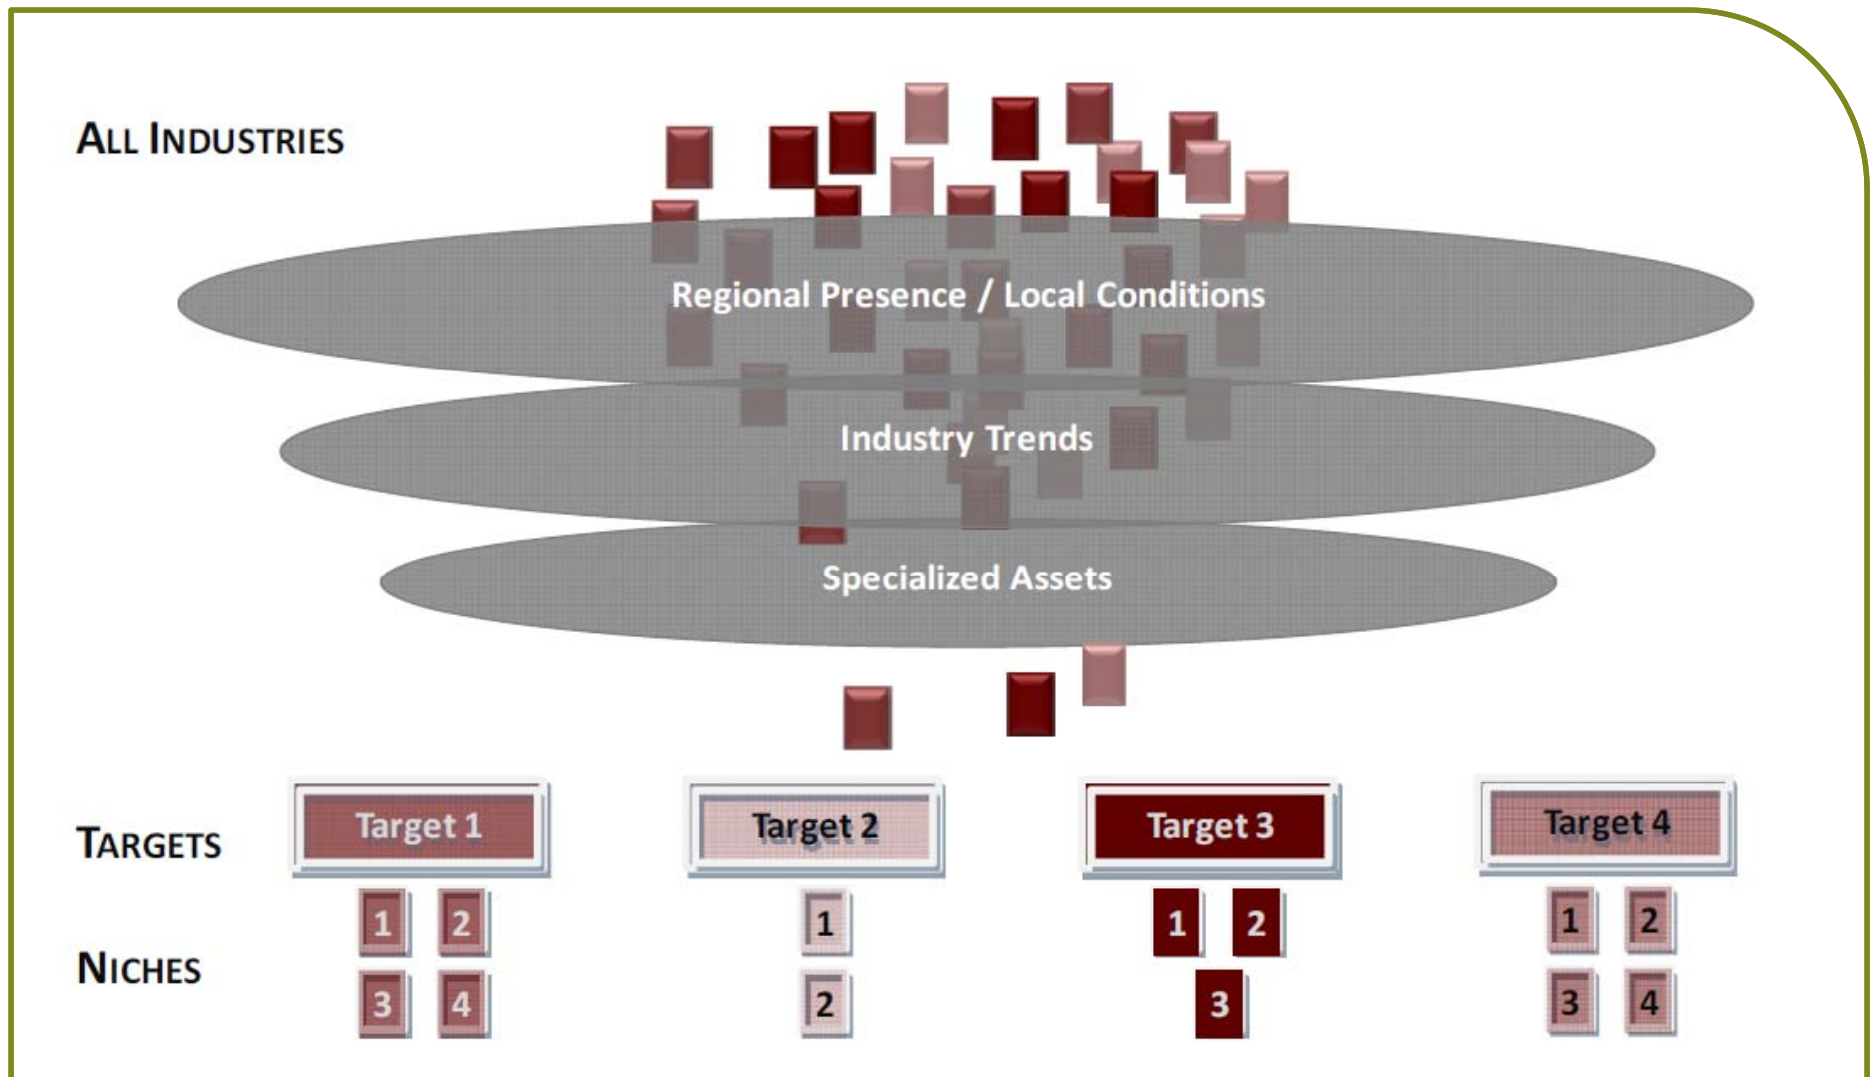 ALL INDUSTRIES
Regional Presence / Local Conditions
Industry Trends
Specialized Assets
TARGETS
Target 1
Target 2
Target 3
Target 4
NICHES
1 2
3 4
1
2
1 2
3
1 2
3 4